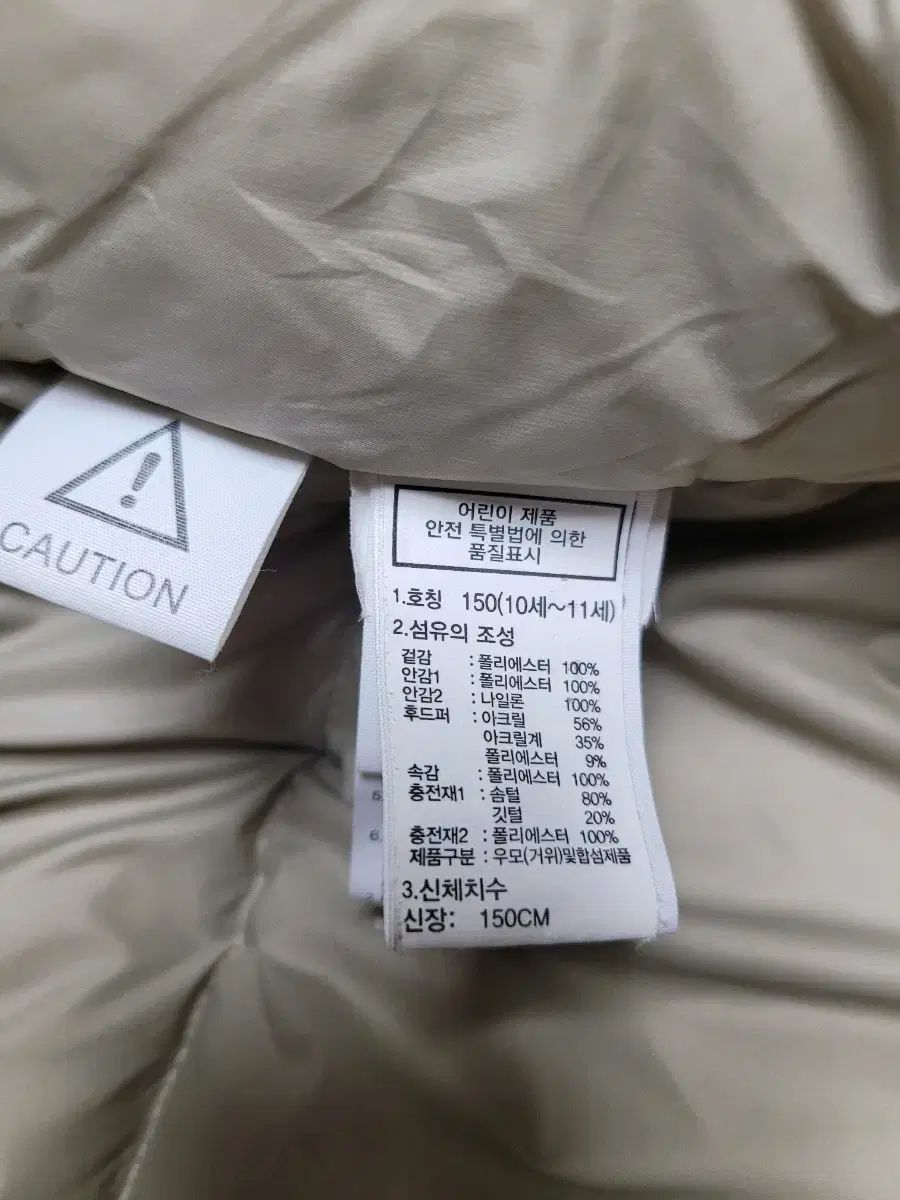 !
CAUTION
어린이 제품
안전 특별법에 의한
품질표시
1.호칭 150(10세~11세)
2.섬유의 조성
겉감 : 폴리에스터 100%
안감1 : 폴리에스터 100%
안감2 : 나일론 100%
후드퍼 : 아크릴 56%
아크릴계 35%
폴리에스터 9%
속감 : 폴리에스터 100%
충전재1 : 솜털 80%
깃털 20%
충전재2 : 폴리에스터 100%
제품구분 : 우모(거위)및합섬제품
3.신체치수
신장: 150CM
5.
6.